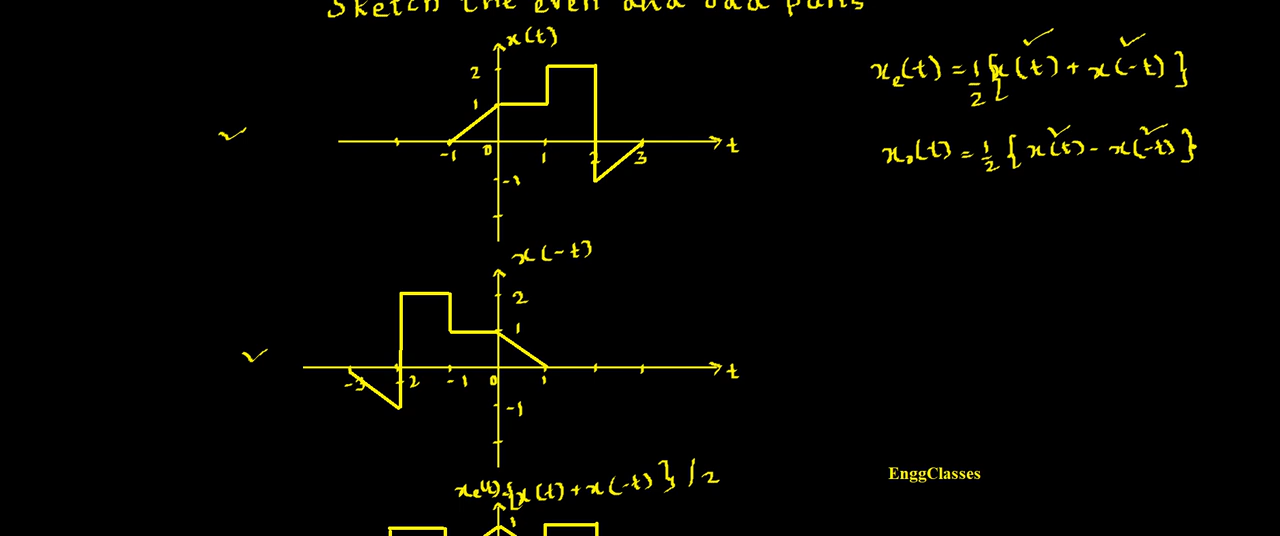 Sketch the even and odd parts
x(t)
2
1
-1 0 1 2 3 t
-1
x(-t)
2
1
-3 -2 -1 0 1 t
-1
xe(t)={x(t)+x(-t)}/2
1
xe(t) = 1/2 {x(t) + x(-t)}
xo(t) = 1/2 {x(t) - x(-t)}
EnggClasses